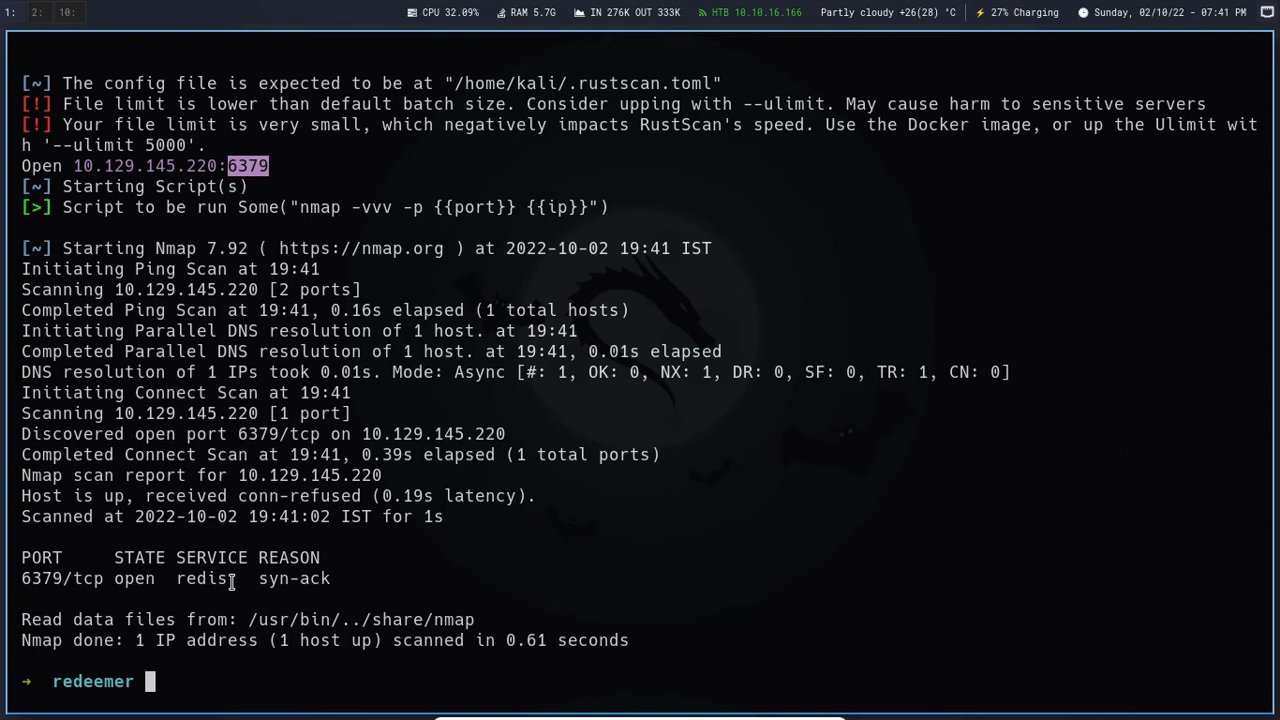 1: 2: 10: CPU 32.09% RAM 5.7G IN 276K OUT 333K HTB 10.10.16.166 Partly cloudy +26(28) °C 27% Charging Sunday, 02/10/22 - 07:41 PM
[~] The config file is expected to be at "/home/kali/.rustscan.toml"
[!] File limit is lower than default batch size. Consider upping with --ulimit. May cause harm to sensitive servers
[!] Your file limit is very small, which negatively impacts RustScan's speed. Use the Docker image, or up the Ulimit wit
h '--ulimit 5000'.
Open 10.129.145.220:6379
[~] Starting Script(s)
[>] Script to be run Some("nmap -vvv -p {{port}} {{ip}}")
[~] Starting Nmap 7.92 ( https://nmap.org ) at 2022-10-02 19:41 IST
Initiating Ping Scan at 19:41
Scanning 10.129.145.220 [2 ports]
Completed Ping Scan at 19:41, 0.16s elapsed (1 total hosts)
Initiating Parallel DNS resolution of 1 host. at 19:41
Completed Parallel DNS resolution of 1 host. at 19:41, 0.01s elapsed
DNS resolution of 1 IPs took 0.01s. Mode: Async [#: 1, OK: 0, NX: 1, DR: 0, SF: 0, TR: 1, CN: 0]
Initiating Connect Scan at 19:41
Scanning 10.129.145.220 [1 port]
Discovered open port 6379/tcp on 10.129.145.220
Completed Connect Scan at 19:41, 0.39s elapsed (1 total ports)
Nmap scan report for 10.129.145.220
Host is up, received conn-refused (0.19s latency).
Scanned at 2022-10-02 19:41:02 IST for 1s
PORT     STATE SERVICE REASON
6379/tcp open  redis   syn-ack
Read data files from: /usr/bin/../share/nmap
Nmap done: 1 IP address (1 host up) scanned in 0.61 seconds
→ redeemer